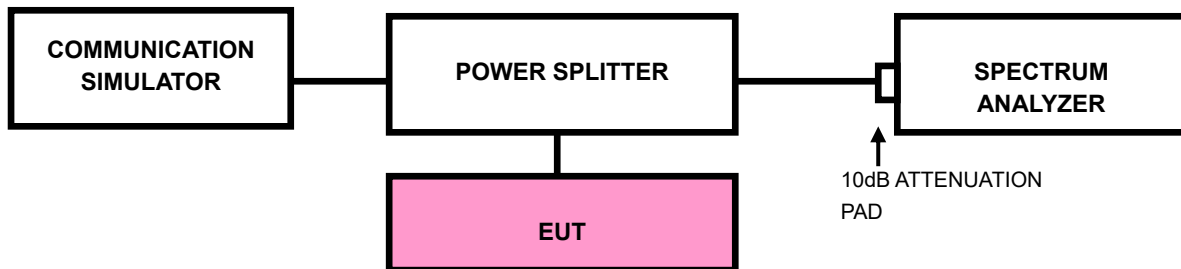 COMMUNICATION
SIMULATOR
POWER SPLITTER
SPECTRUM
ANALYZER
10dB ATTENUATION
PAD
EUT